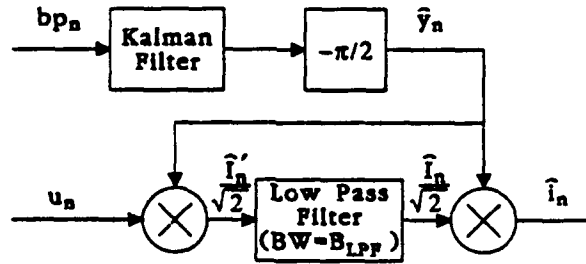 bpₙ
Kalman
Filter
−π/2
ŷₙ
uₙ
Îₙ′
√2
Low Pass
Filter
(BW=B_LPF)
Îₙ
√2
îₙ